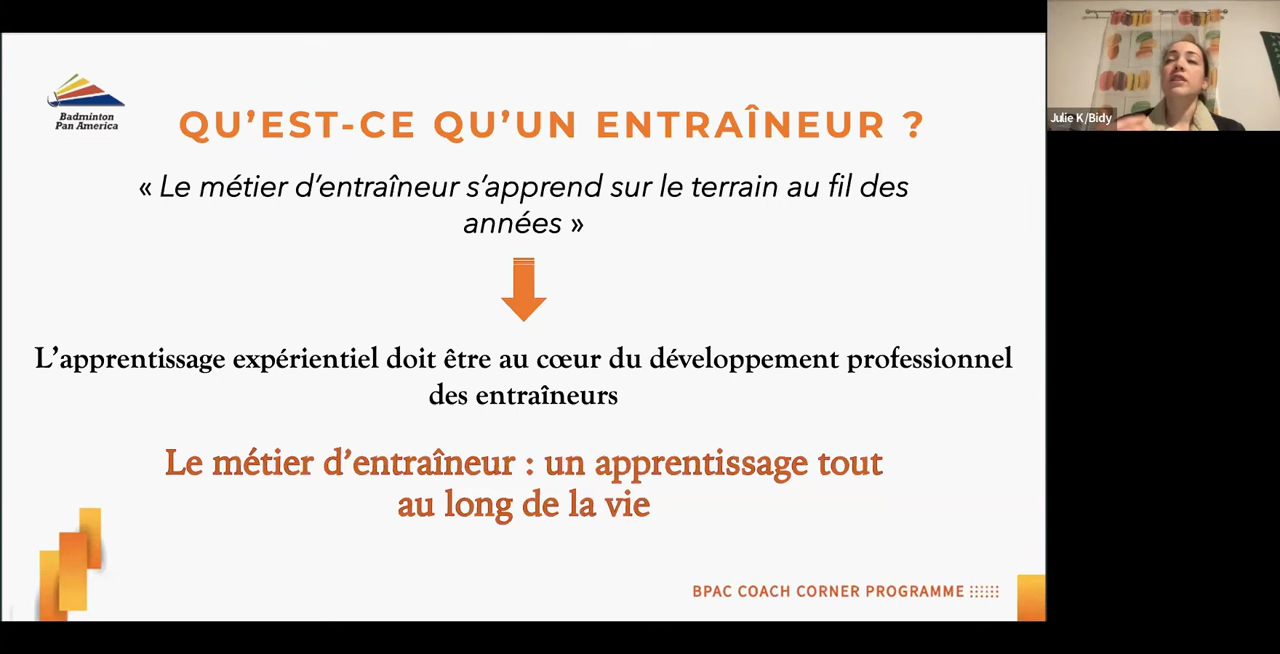 Badminton
Pan America
QU'EST-CE QU'UN ENTRAÎNEUR ?
« Le métier d'entraîneur s'apprend sur le terrain au fil des
années »
L'apprentissage expérientiel doit être au cœur du développement professionnel
des entraîneurs
Le métier d'entraîneur : un apprentissage tout
au long de la vie
BPAC COACH CORNER PROGRAMME
Julie K/Bidy